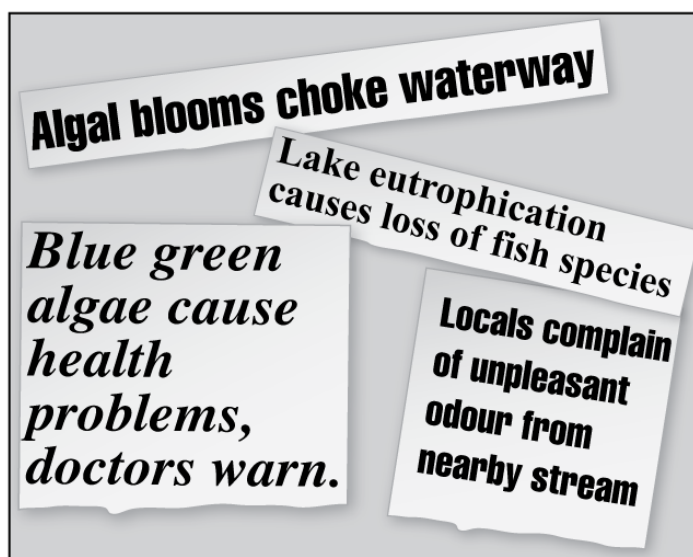 Algal blooms choke waterway
Lake eutrophication
causes loss of fish species
Blue green
algae cause
health
problems,
doctors warn.
Locals complain
of unpleasant
odour from
nearby stream